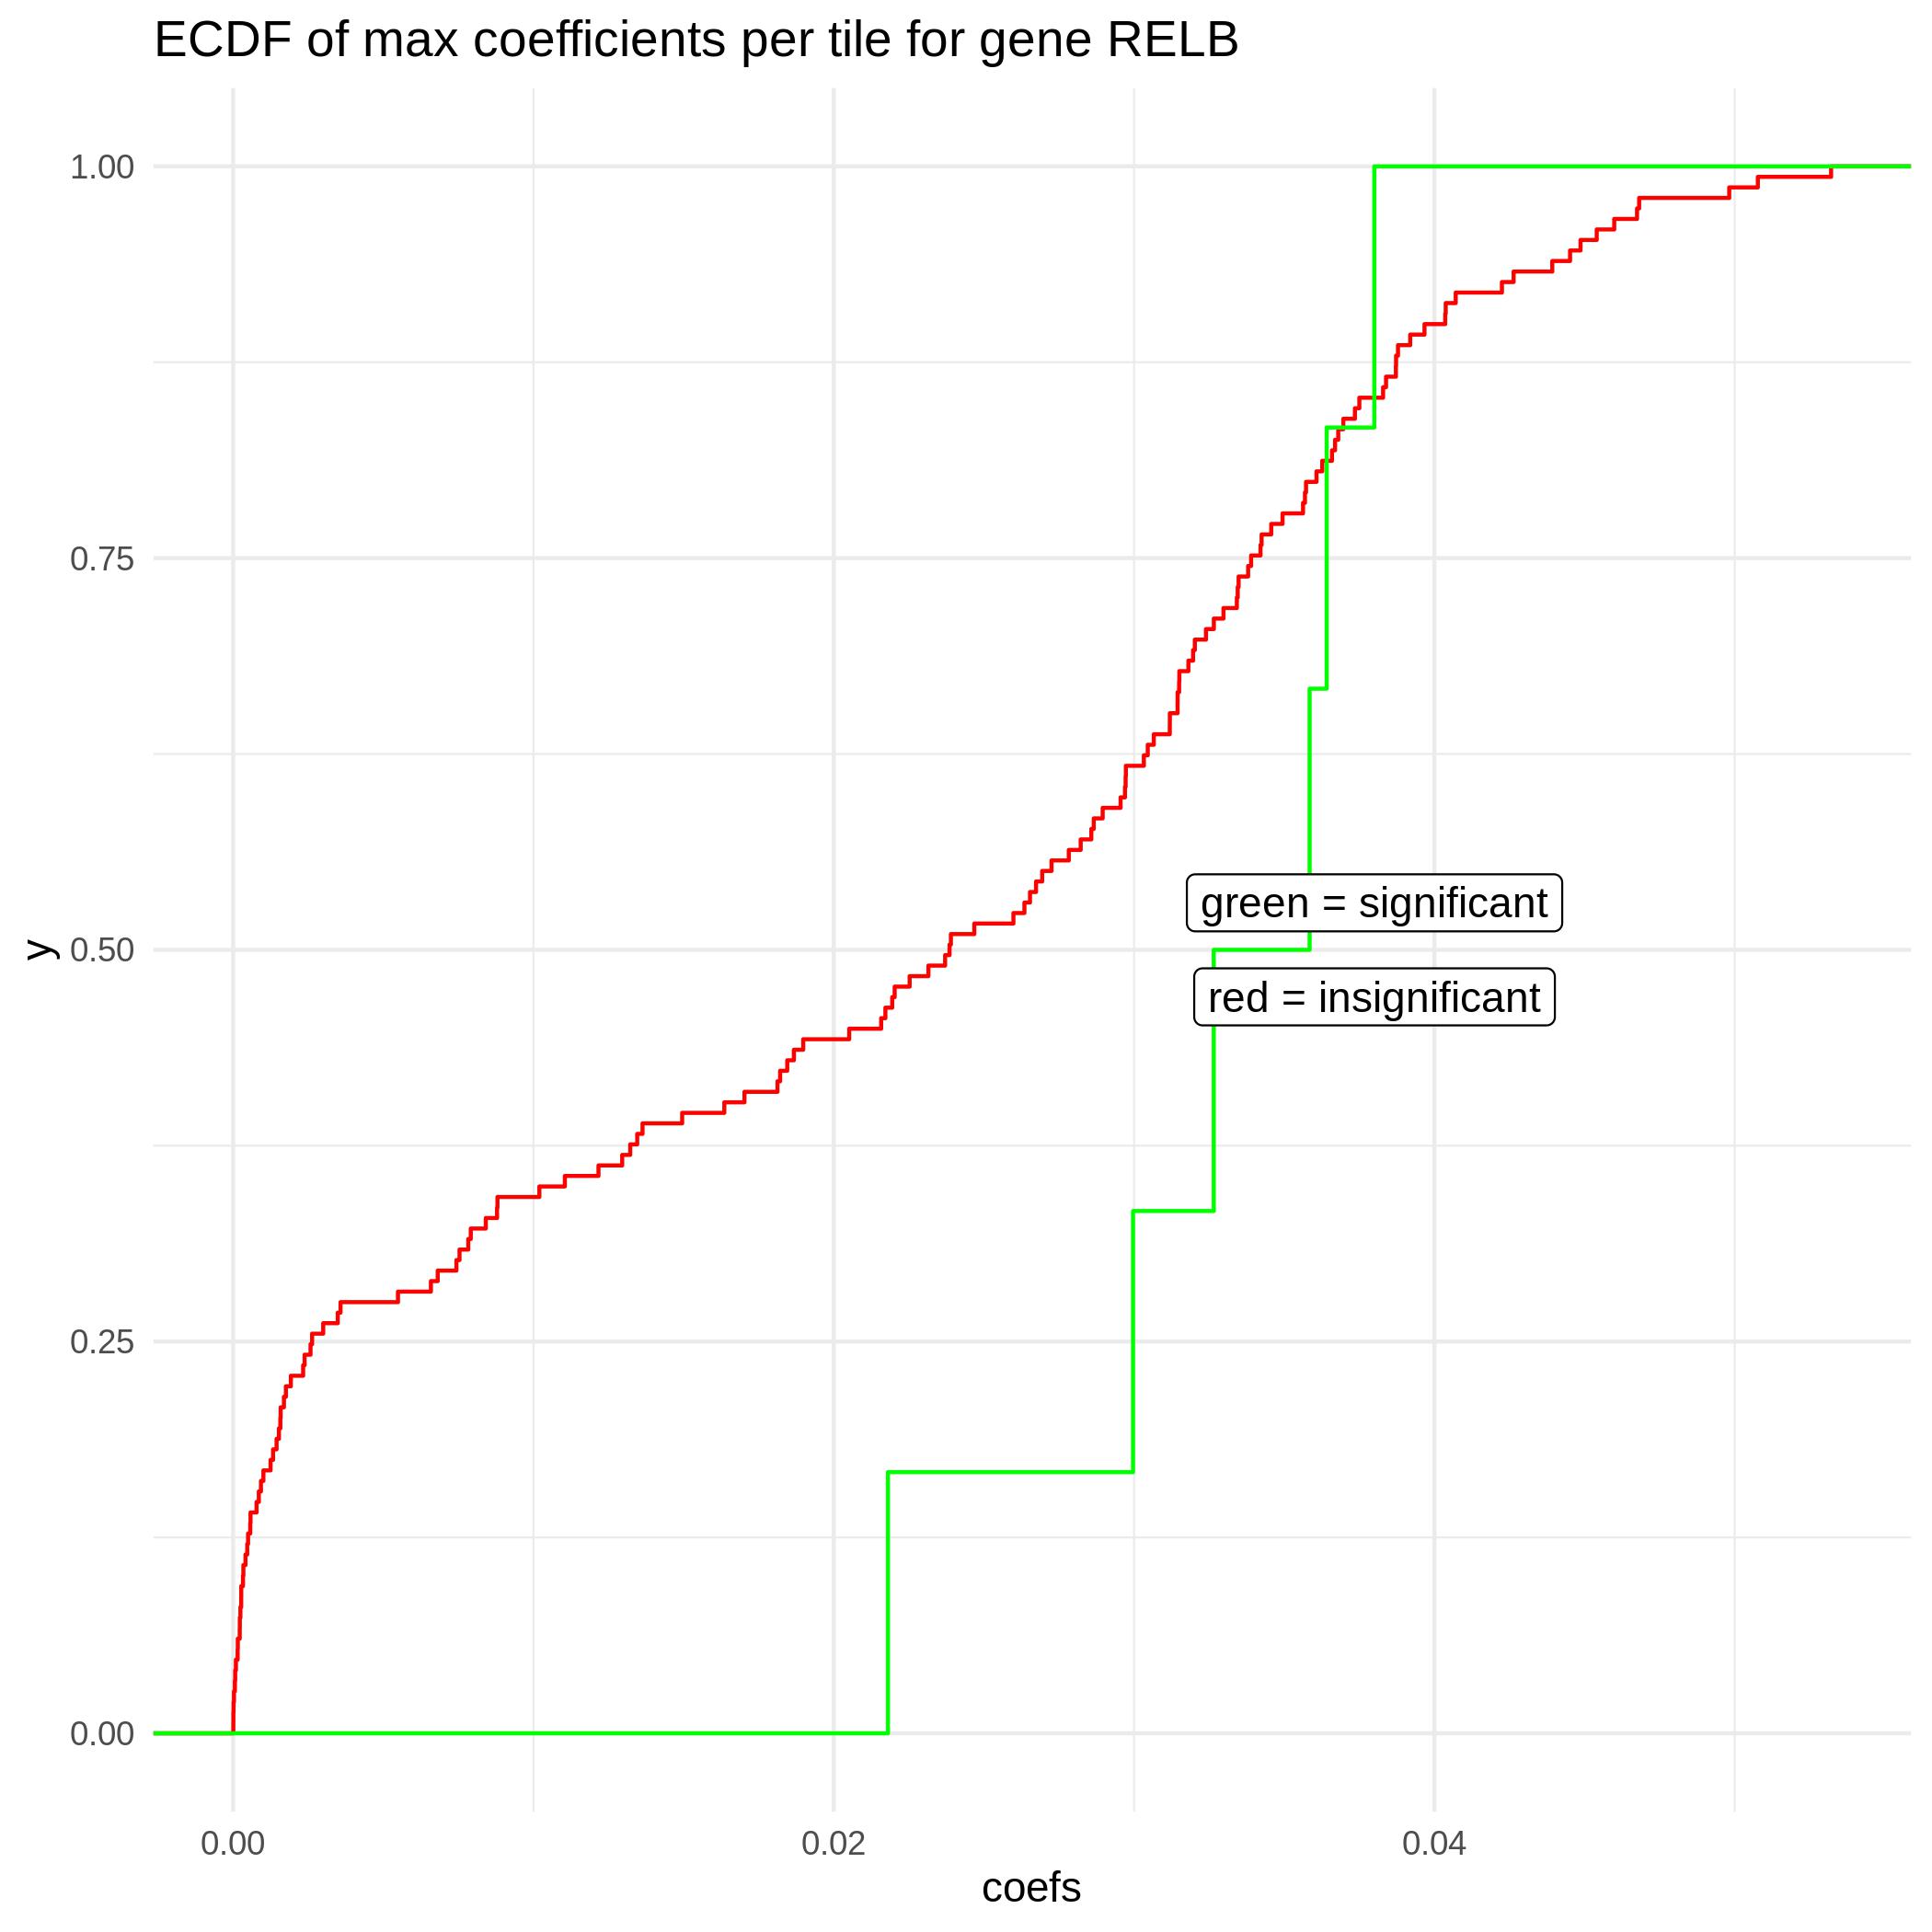 ECDF of max coefficients per tile for gene RELB
1.00
0.75
0.50
0.25
0.00
y
green = significant
red = insignificant
0.00 0.02 0.04
coefs